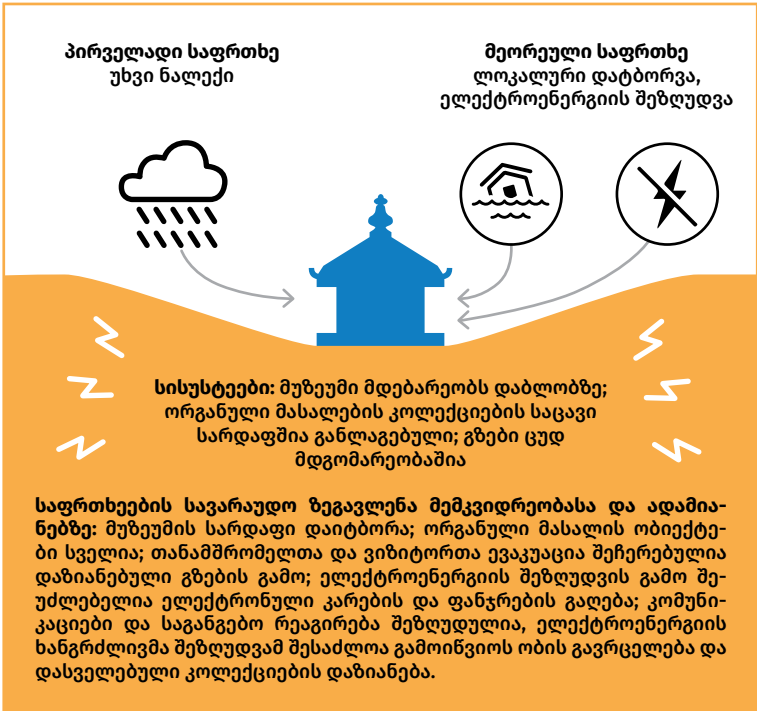 პირველადი საფრთხე
უხვი ნალექი
მეორეული საფრთხე
ლოკალური დატბორვა,
ელექტროენერგიის შეზღუდვა
სისუსტეები: მუზეუმი მდებარეობს დაბლობზე;
ორგანული მასალების კოლექციების საცავი
სარდაფშია განლაგებული; გზები ცუდ
მდგომარეობაშია
საფრთხეების სავარაუდო ზეგავლენა მემკვიდრეობასა და ადამია-
ნებზე: მუზეუმის სარდაფი დაიტბორა; ორგანული მასალის ობიექტე-
ბი სველია; თანამშრომელთა და ვიზიტორთა ევაკუაცია შეჩერებულია
დაზიანებული გზების გამო; ელექტროენერგიის შეზღუდვის გამო შე-
უძლებელია ელექტრონული კარების და ფანჯრების გაღება; კომუნი-
კაციები და საგანგებო რეაგირება შეზღუდულია, ელექტროენერგიის
ხანგრძლივმა შეზღუდვამ შესაძლოა გამოიწვიოს ობის გავრცელება და
დასველებული კოლექციების დაზიანება.